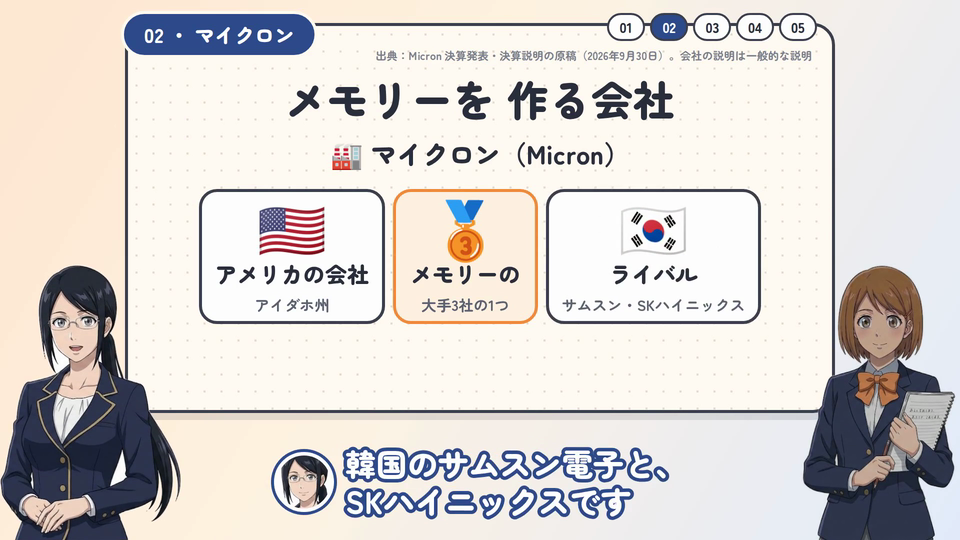 02 ・ マイクロン
01 02 03 04 05
出典：Micron 決算発表・決算説明の原稿（2026年9月30日）。会社の説明は一般的な説明
メモリーを 作る会社
マイクロン（Micron）
アメリカの会社
アイダホ州
3
メモリーの
大手3社の1つ
ライバル
サムスン・SKハイニックス
韓国のサムスン電子と、
SKハイニックスです